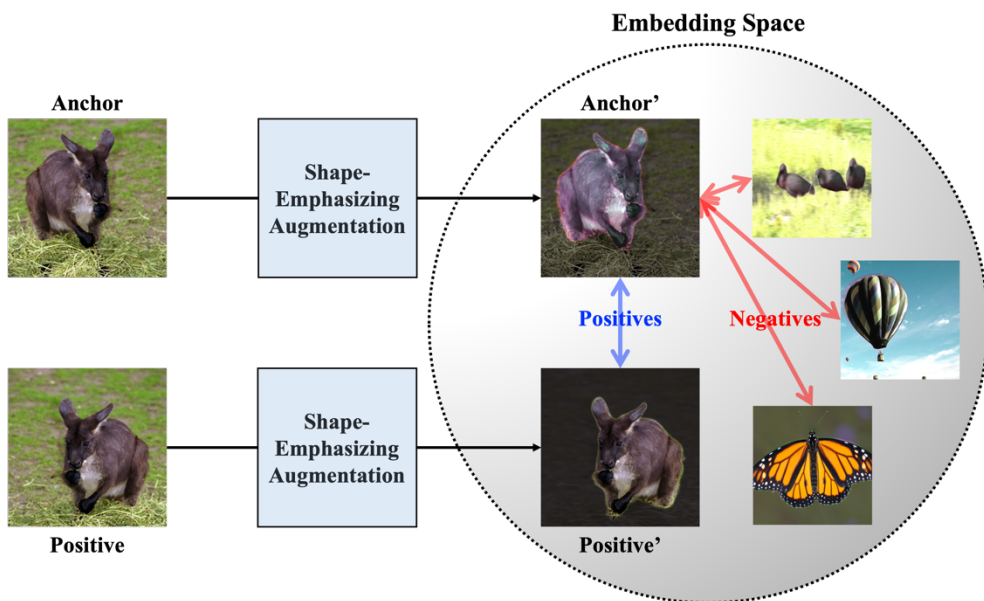 Embedding Space
Anchor
Anchor’
Shape-
Emphasizing
Augmentation
Positives
Negatives
Shape-
Emphasizing
Augmentation
Positive
Positive’